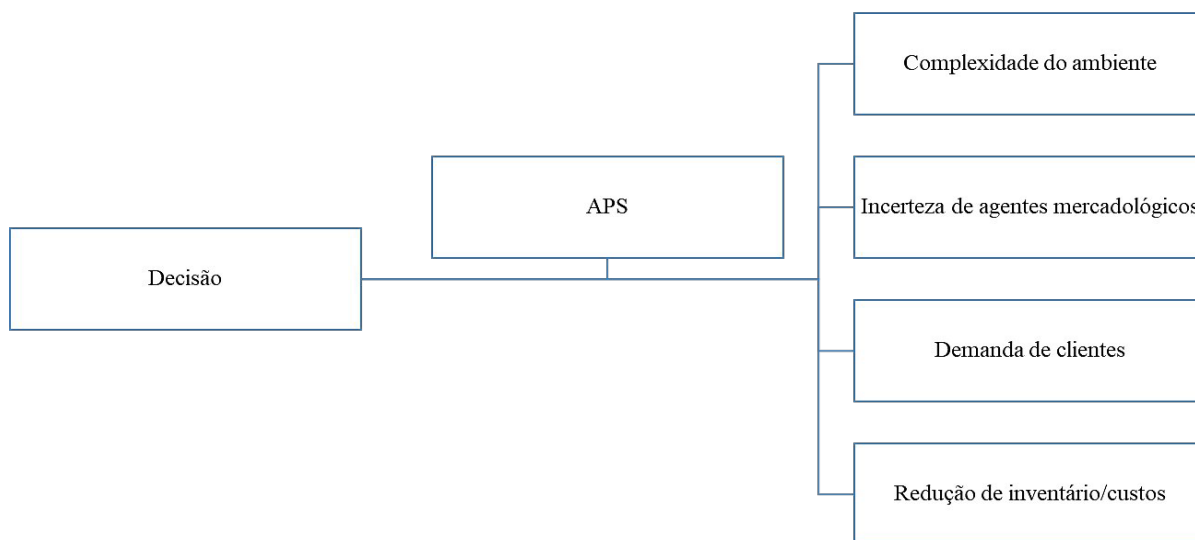 Complexidade do ambiente
APS
Incerteza de agentes mercadológicos
Decisão
Demanda de clientes
Redução de inventário/custos